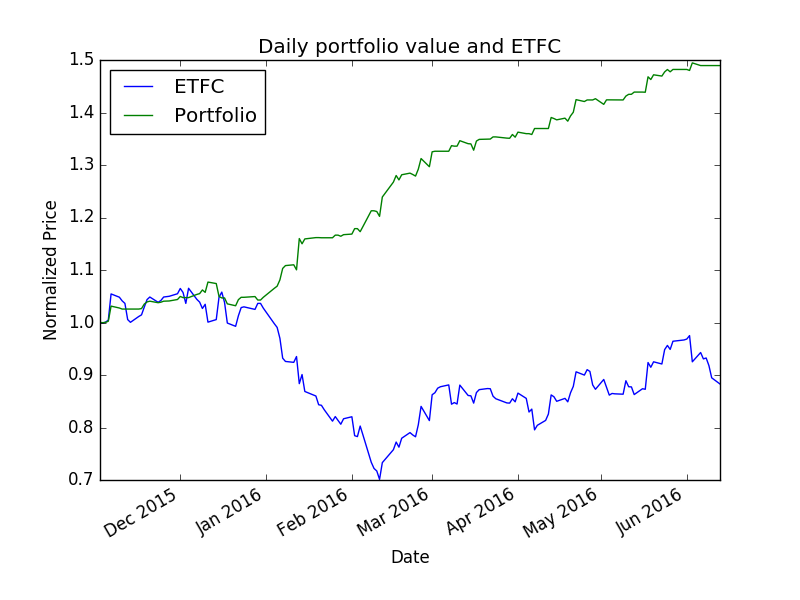 Daily portfolio value and ETFC
ETFC
Portfolio
1.5
1.4
1.3
1.2
1.1
1.0
0.9
0.8
0.7
Normalized Price
Dec 2015
Jan 2016
Feb 2016
Mar 2016
Apr 2016
May 2016
Jun 2016
Date